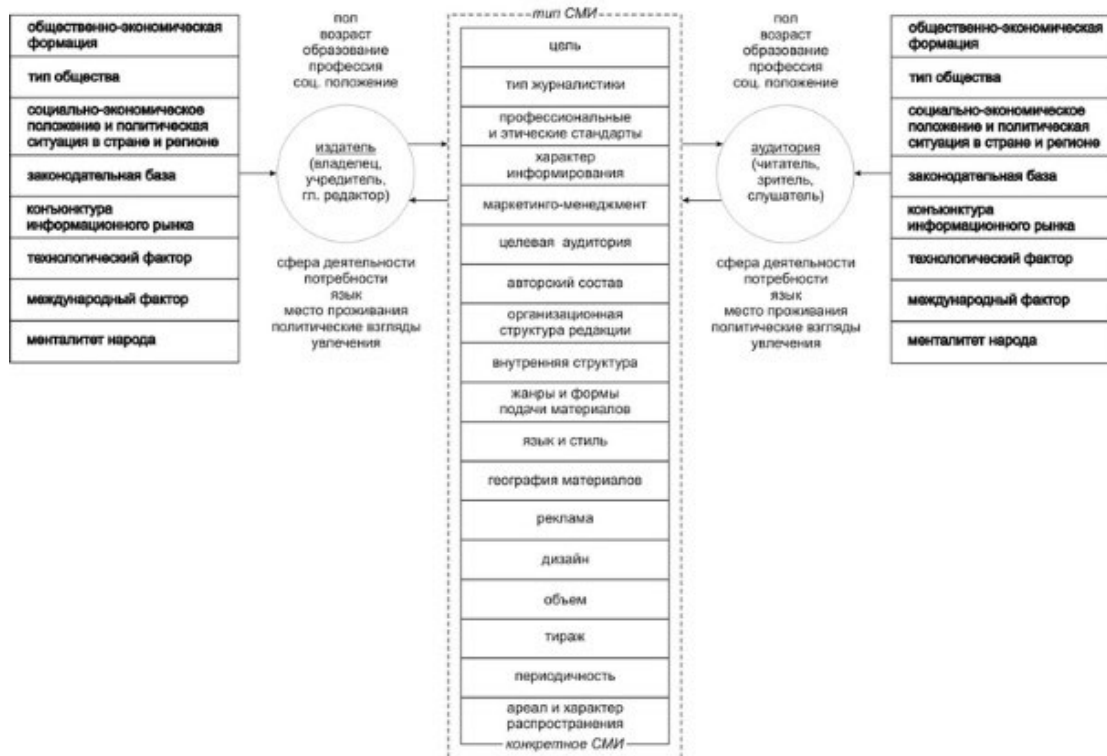 общественно-экономическая
формация
тип общества
социально-экономическое
положение и политическая
ситуация в стране и регионе
законодательная база
конъюнктура
информационного рынка
технологический фактор
международный фактор
менталитет народа
пол
возраст
образование
профессия
соц. положение
издатель
(владелец,
учредитель,
гл. редактор)
сфера деятельности
потребности
язык
место проживания
политические взгляды
увлечения
тип СМИ
цель
тип журналистики
профессиональные
и этические стандарты
характер
информирования
маркетинго-менеджмент
целевая аудитория
авторский состав
организационная
структура редакции
внутренняя структура
жанры и формы
подачи материалов
язык и стиль
география материалов
реклама
дизайн
объем
тираж
периодичность
ареал и характер
распространения
конкретное СМИ
пол
возраст
образование
профессия
соц. положение
аудитория
(читатель,
зритель,
слушатель)
сфера деятельности
потребности
язык
место проживания
политические взгляды
увлечения
общественно-экономическая
формация
тип общества
социально-экономическое
положение и политическая
ситуация в стране и регионе
законодательная база
конъюнктура
информационного рынка
технологический фактор
международный фактор
менталитет народа